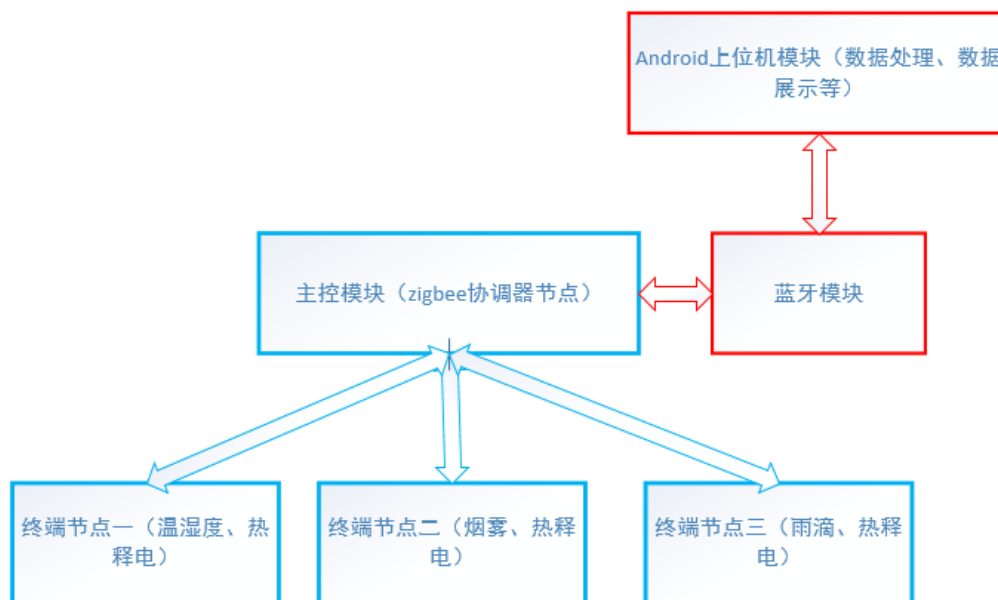 Android上位机模块（数据处理、数据
展示等）
主控模块（zigbee协调器节点）
蓝牙模块
终端节点一（温湿度、热
释电）
终端节点二（烟雾、热释
电）
终端节点三（雨滴、热释
电）